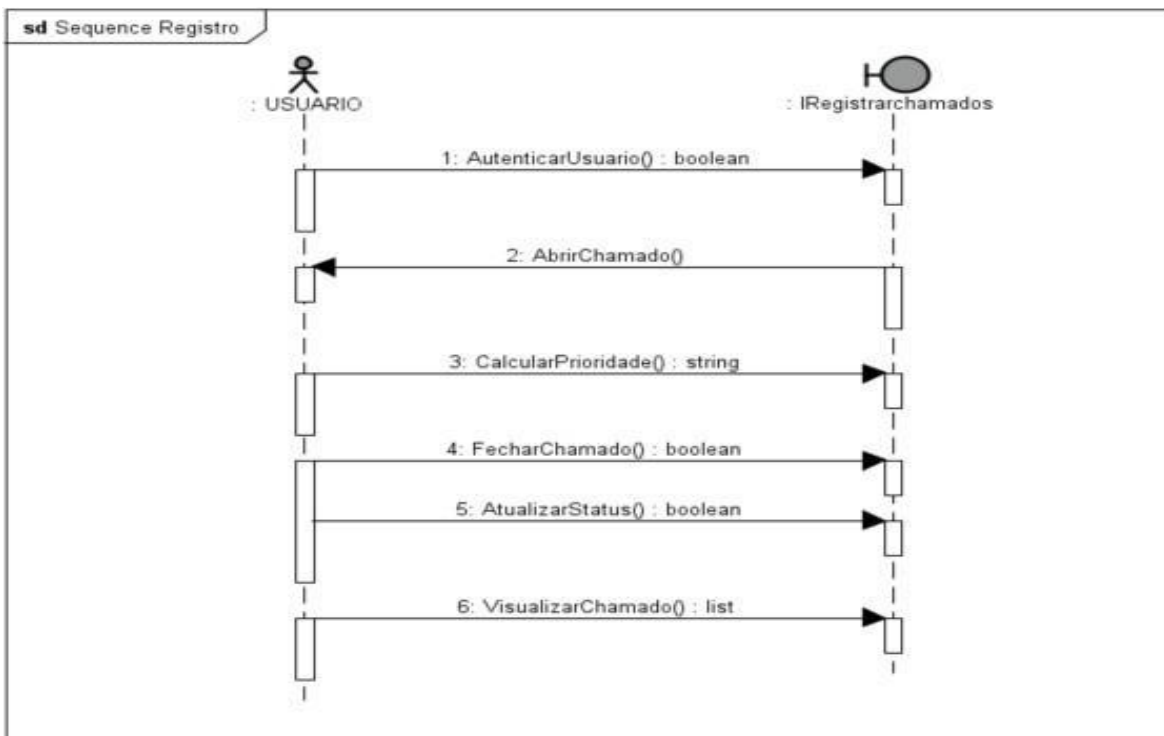 sd Sequence Registro
: USUARIO
: IRegistrarchamados
1: AutenticarUsuario() : boolean
2: AbrirChamado()
3: CalcularPrioridade() : string
4: FecharChamado() : boolean
5: AtualizarStatus() : boolean
6: VisualizarChamado() : list